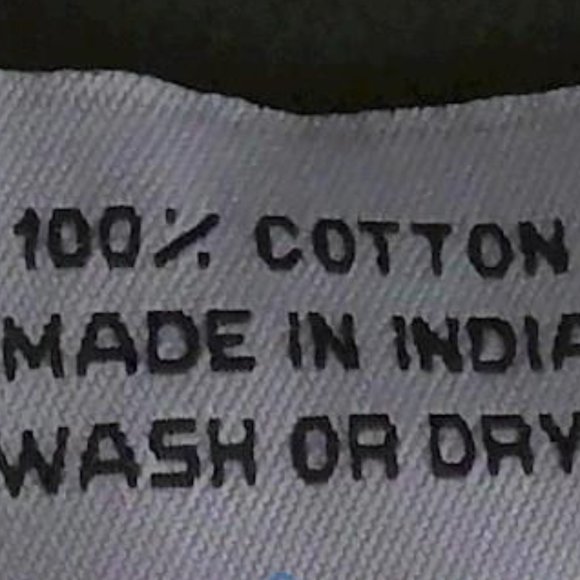 100% COTTON
MADE IN INDIA
WASH OR DRY